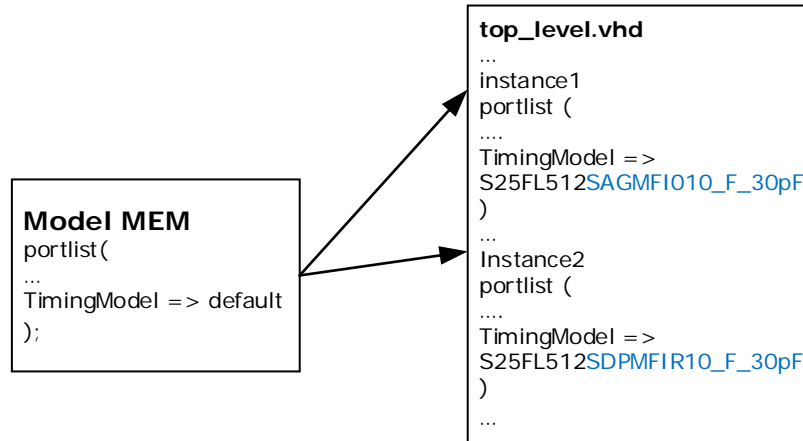 Model MEM
portlist(
...
TimingModel => default
);
top_level.vhd
...
instance1
portlist (
....
TimingModel =>
S25FL512SAGMFI010_F_30pF
)
...
Instance2
portlist (
....
TimingModel =>
S25FL512SDPMFIR10_F_30pF
)
...